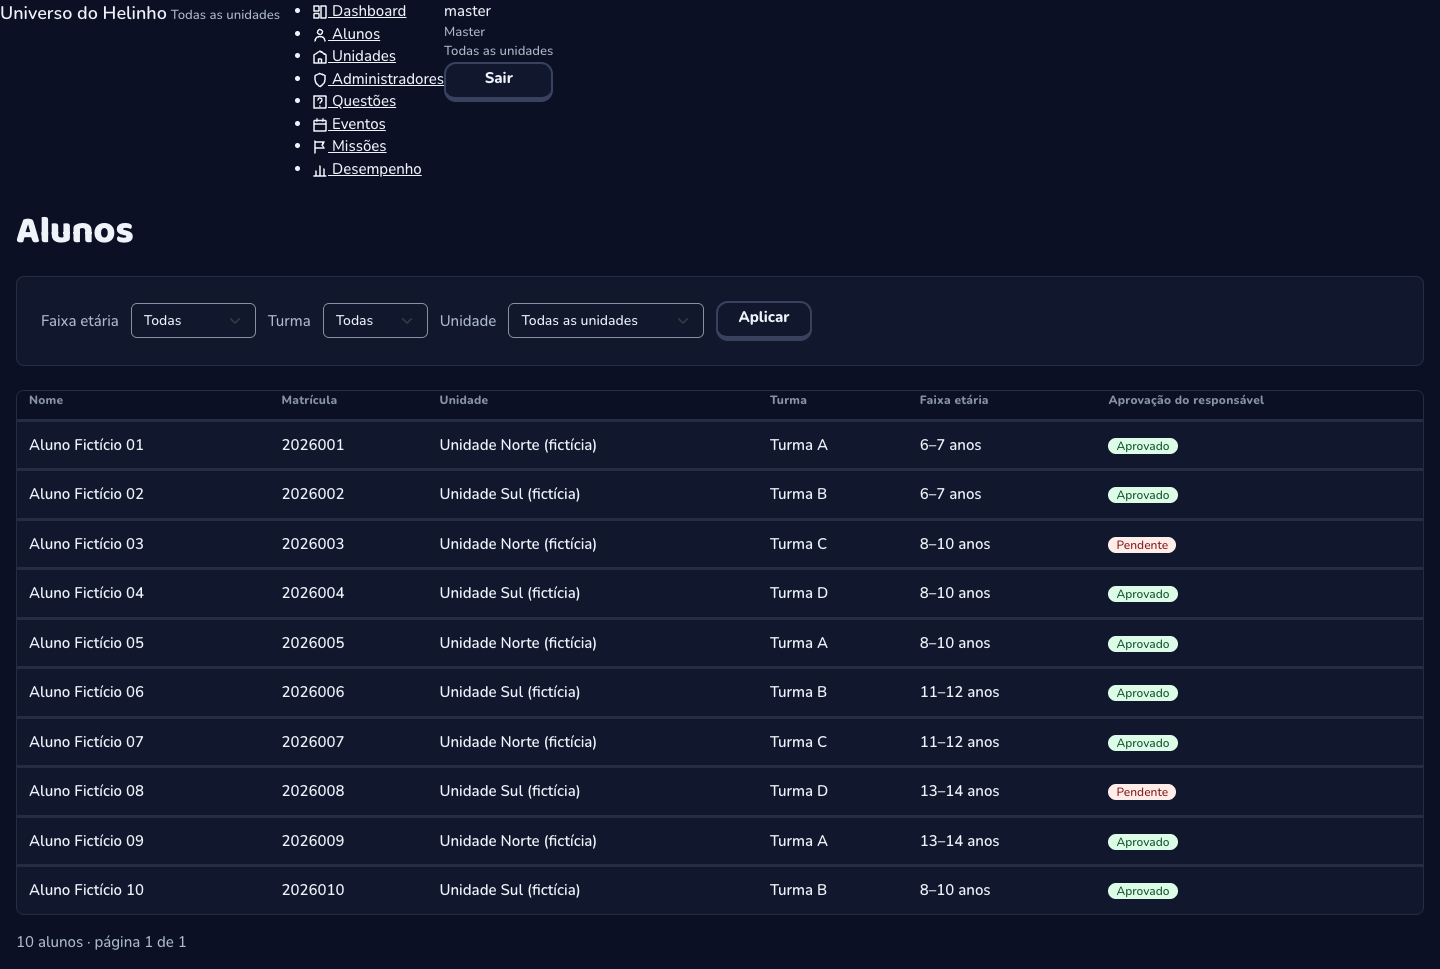 Universo do Helinho Todas as unidades
Dashboard
Alunos
Unidades
Administradores
Questões
Eventos
Missões
Desempenho
master
Master
Todas as unidades
Sair
Alunos
Faixa etária Todas Turma Todas Unidade Todas as unidades Aplicar
Nome Matrícula Unidade Turma Faixa etária Aprovação do responsável
Aluno Fictício 01 2026001 Unidade Norte (fictícia) Turma A 6–7 anos Aprovado
Aluno Fictício 02 2026002 Unidade Sul (fictícia) Turma B 6–7 anos Aprovado
Aluno Fictício 03 2026003 Unidade Norte (fictícia) Turma C 8–10 anos Pendente
Aluno Fictício 04 2026004 Unidade Sul (fictícia) Turma D 8–10 anos Aprovado
Aluno Fictício 05 2026005 Unidade Norte (fictícia) Turma A 8–10 anos Aprovado
Aluno Fictício 06 2026006 Unidade Sul (fictícia) Turma B 11–12 anos Aprovado
Aluno Fictício 07 2026007 Unidade Norte (fictícia) Turma C 11–12 anos Aprovado
Aluno Fictício 08 2026008 Unidade Sul (fictícia) Turma D 13–14 anos Pendente
Aluno Fictício 09 2026009 Unidade Norte (fictícia) Turma A 13–14 anos Aprovado
Aluno Fictício 10 2026010 Unidade Sul (fictícia) Turma B 8–10 anos Aprovado
10 alunos · página 1 de 1